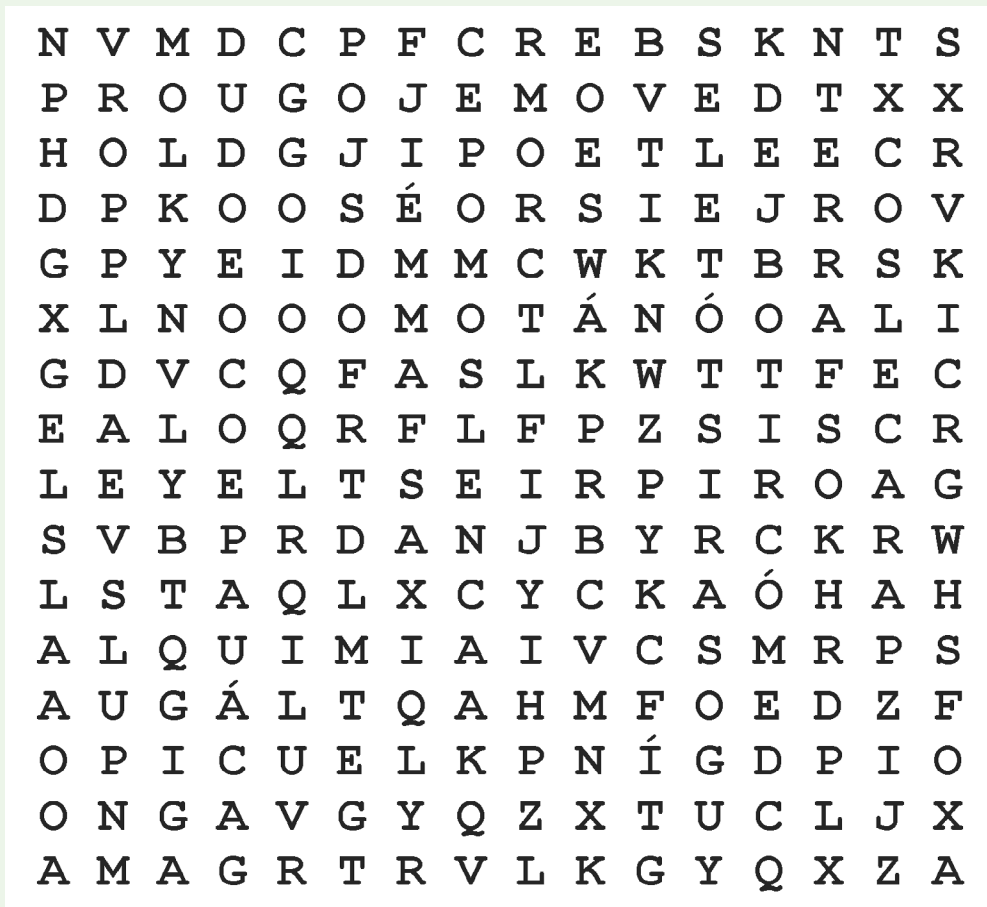 N V M D C P F C R E B S K N T S
P R O U G O J E M O V E D T X X
H O L D G J I P O E T L E E C R
D P K O O S É O R S I E J R O V
G P Y E I D M M C W K T B R S K
X L N O O O M O T Á N Ó O A L I
G D V C Q F A S L K W T T F E C
E A L O Q R F L F P Z S I S C R
L E Y E L T S E I R P I R O A G
S V B P R D A N J B Y R C K R W
L S T A Q L X C Y C K A Ó H A H
A L Q U I M I A I V C S M R P S
A U G Á L T Q A H M F O E D Z F
O P I C U E L K P N Í G D P I O
O N G A V G Y Q Z X T U C L J X
A M A G R T R V L K G Y Q X Z A